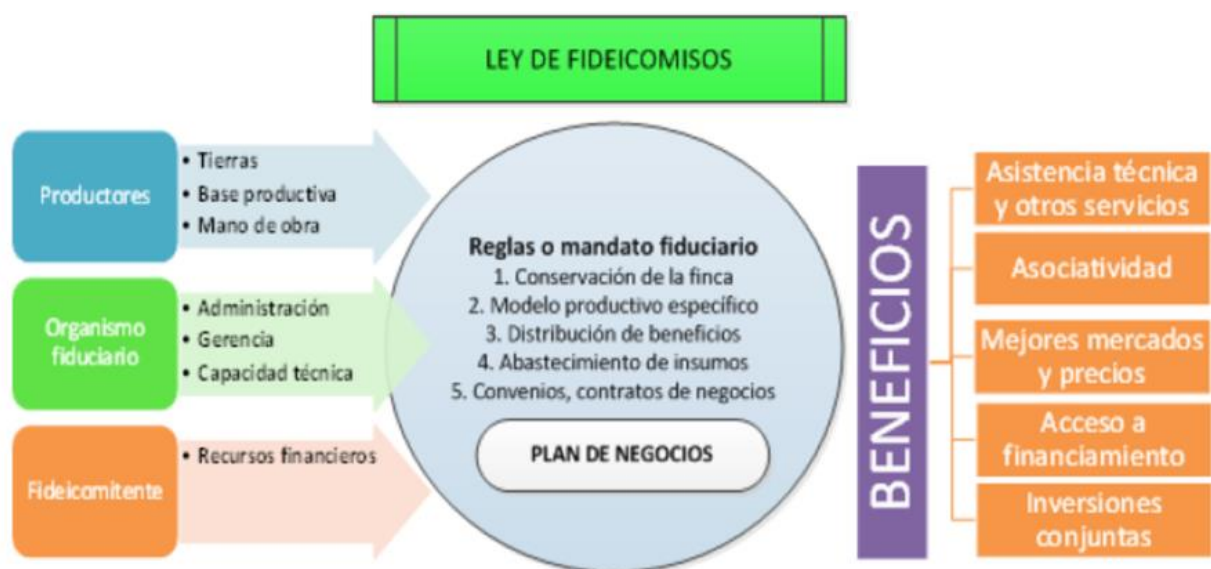 LEY DE FIDEICOMISOS
Productores
• Tierras
• Base productiva
• Mano de obra
Organismo
fiduciario
• Administración
• Gerencia
• Capacidad técnica
Fideicomitente
• Recursos financieros
Reglas o mandato fiduciario
1. Conservación de la finca
2. Modelo productivo específico
3. Distribución de beneficios
4. Abastecimiento de insumos
5. Convenios, contratos de negocios
PLAN DE NEGOCIOS
BENEFICIOS
Asistencia técnica
y otros servicios
Asociatividad
Mejores mercados
y precios
Acceso a
financiamiento
Inversiones
conjuntas